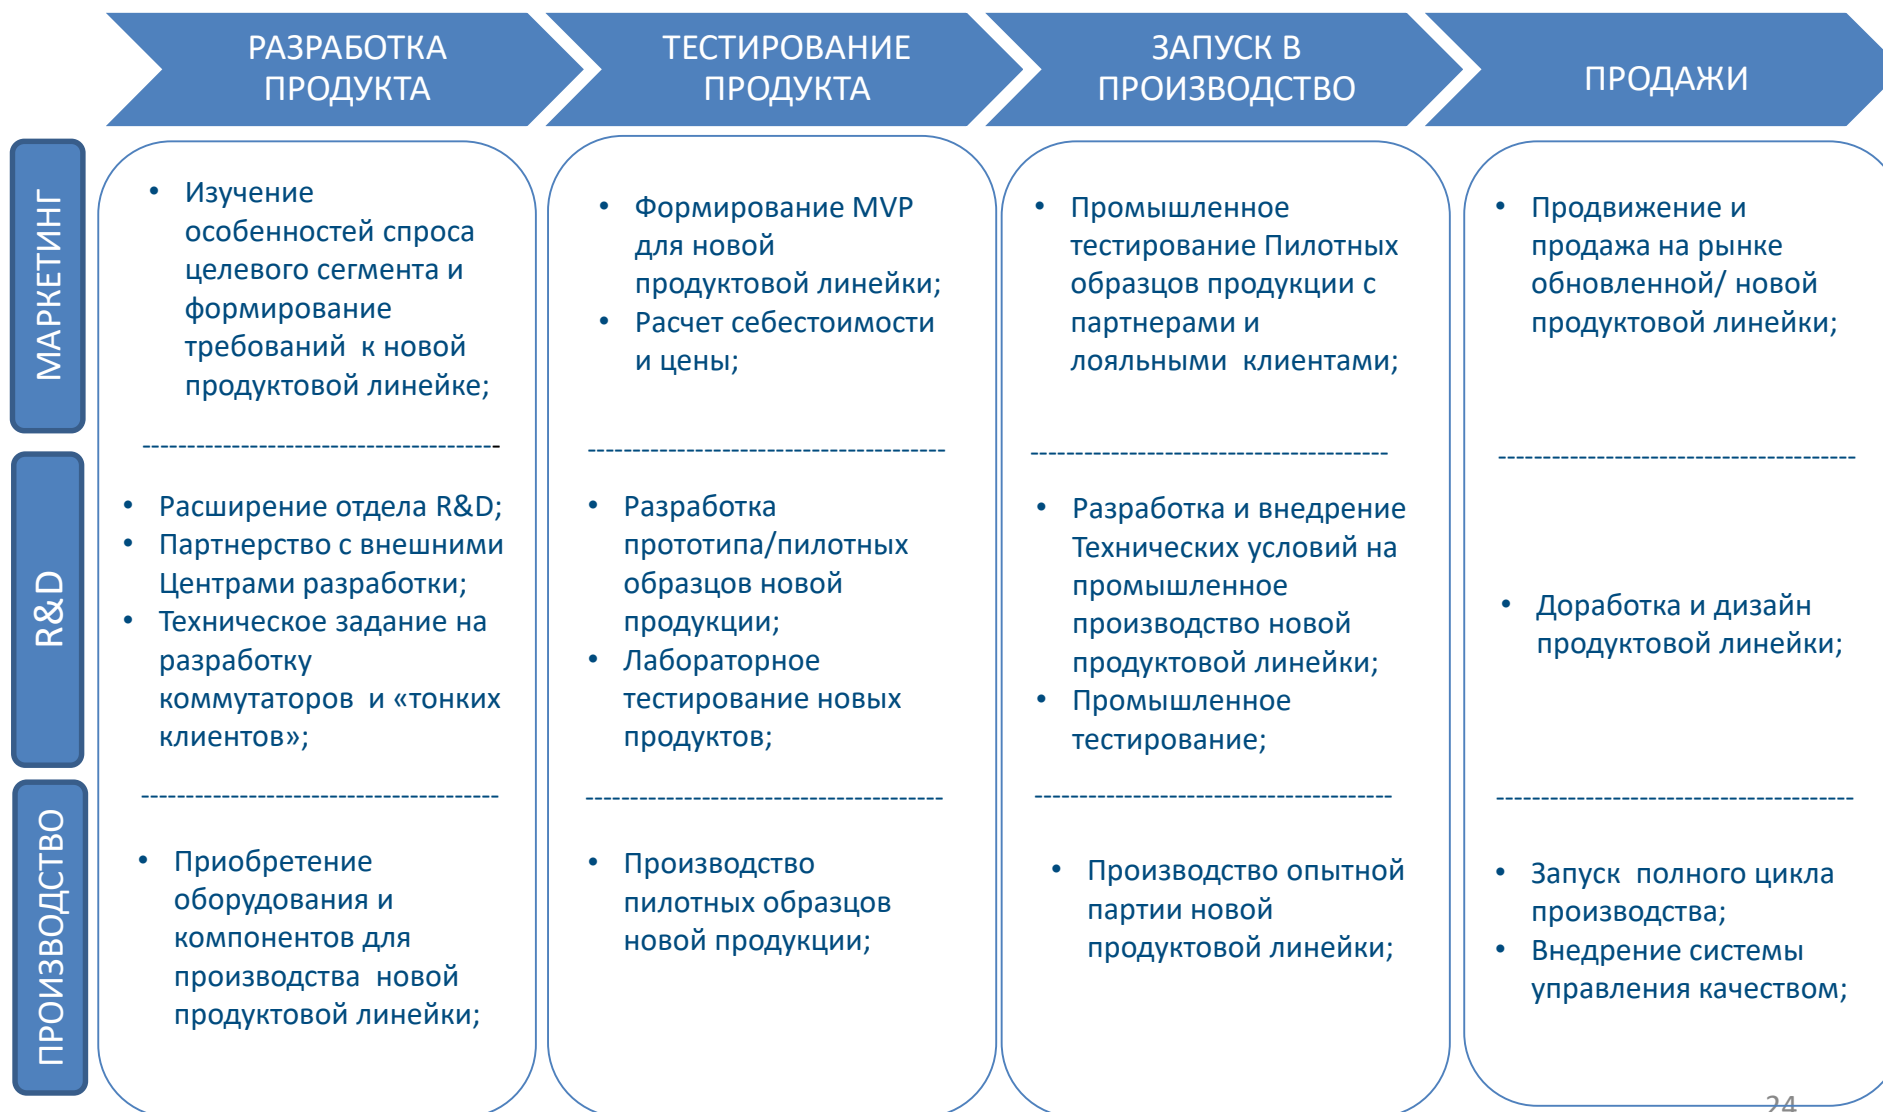 РАЗРАБОТКА
ПРОДУКТА
ТЕСТИРОВАНИЕ
ПРОДУКТА
ЗАПУСК В
ПРОИЗВОДСТВО
ПРОДАЖИ
МАРКЕТИНГ
• Изучение
особенностей спроса
целевого сегмента и
формирование
требований к новой
продуктовой линейке;
• Формирование MVP
для новой
продуктовой линейки;
• Расчет себестоимости
и цены;
• Промышленное
тестирование Пилотных
образцов продукции с
партнерами и
лояльными клиентами;
• Продвижение и
продажа на рынке
обновленной/ новой
продуктовой линейки;
R&D
• Расширение отдела R&D;
• Партнерство с внешними
Центрами разработки;
• Техническое задание на
разработку
коммутаторов и «тонких
клиентов»;
• Разработка
прототипа/пилотных
образцов новой
продукции;
• Лабораторное
тестирование новых
продуктов;
• Разработка и внедрение
Технических условий на
промышленное
производство новой
продуктовой линейки;
• Промышленное
тестирование;
• Доработка и дизайн
продуктовой линейки;
ПРОИЗВОДСТВО
• Приобретение
оборудования и
компонентов для
производства новой
продуктовой линейки;
• Производство
пилотных образцов
новой продукции;
• Производство опытной
партии новой
продуктовой линейки;
• Запуск полного цикла
производства;
• Внедрение системы
управления качеством;
24